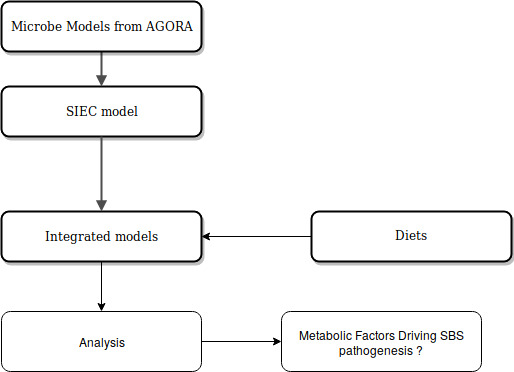 Microbe Models from AGORA
SIEC model
Integrated models
Diets
Analysis
Metabolic Factors Driving SBS
pathogenesis ?